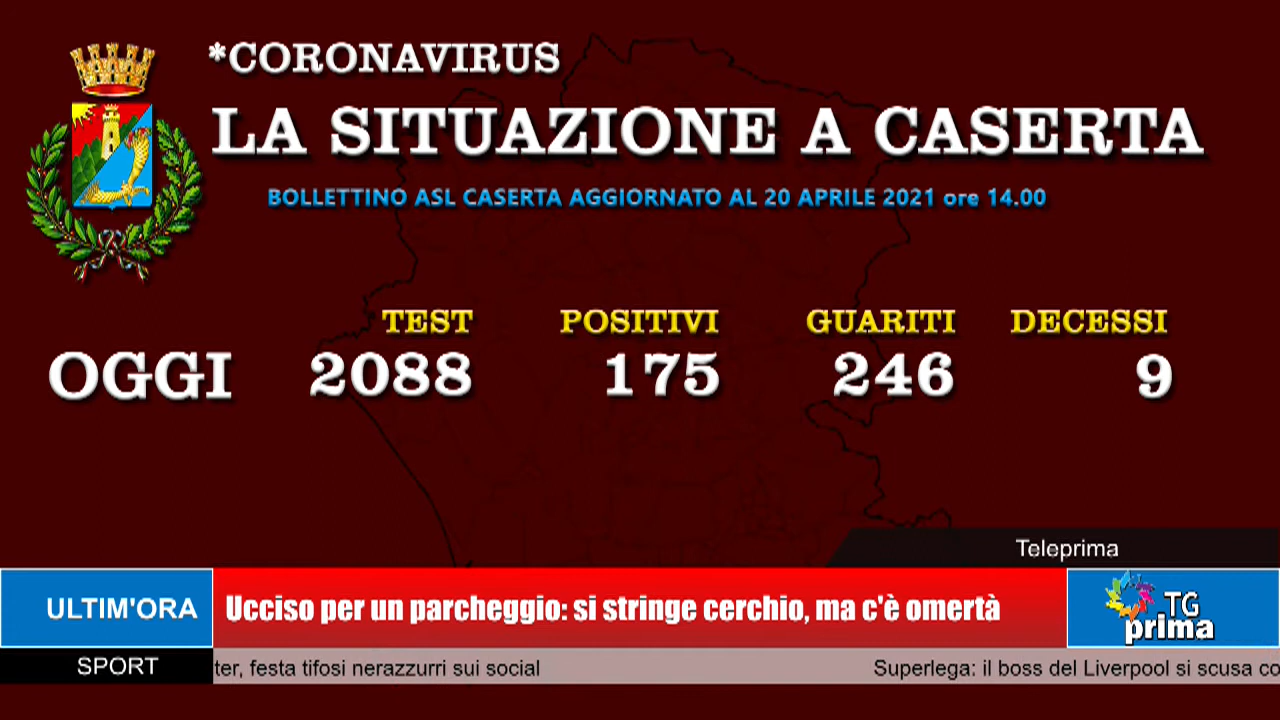 *CORONAVIRUS
LA SITUAZIONE A CASERTA
BOLLETTINO ASL CASERTA AGGIORNATO AL 20 APRILE 2021 ore 14.00
TEST POSITIVI GUARITI DECESSI
OGGI 2088 175 246 9
Teleprima
ULTIM'ORA Ucciso per un parcheggio: si stringe cerchio, ma c'è omertà
TG prima
SPORT ter, festa tifosi nerazzurri sui social Superlega: il boss del Liverpool si scusa co